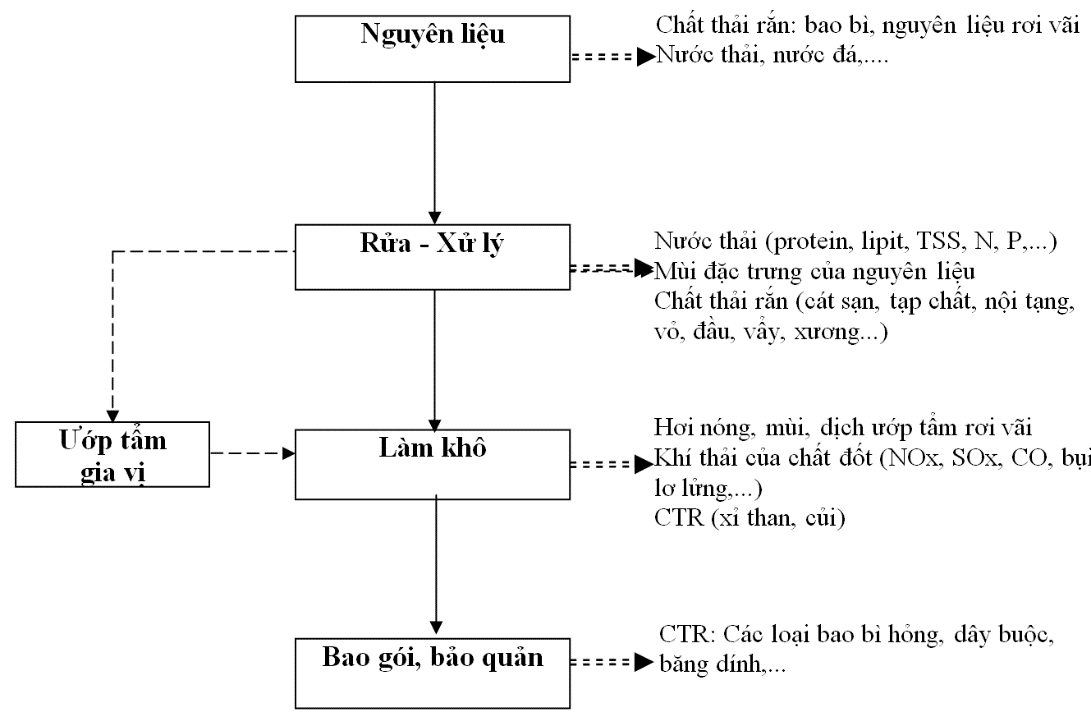 Nguyên liệu
Chất thải rắn: bao bì, nguyên liệu rơi vãi
Nước thải, nước đá,....
Rửa - Xử lý
Nước thải (protein, lipit, TSS, N, P,...)
Mùi đặc trưng của nguyên liệu
Chất thải rắn (cát sạn, tạp chất, nội tạng,
vỏ, đầu, vẩy, xương...)
Ướp tẩm
gia vị
Làm khô
Hơi nóng, mùi, dịch ướp tẩm rơi vãi
Khí thải của chất đốt (NOx, SOx, CO, bụi
lơ lửng,...)
CTR (xỉ than, củi)
Bao gói, bảo quản
CTR: Các loại bao bì hỏng, dây buộc,
băng dính,...